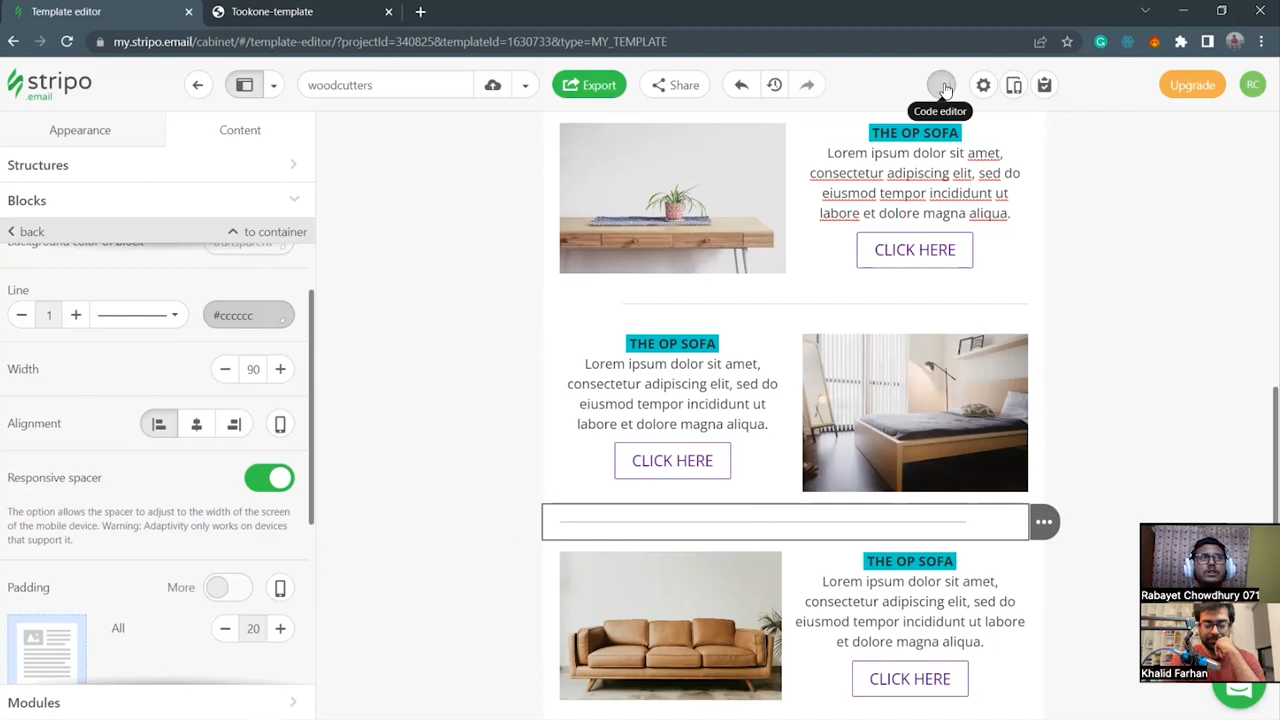 Template editor
Tookone-template
my.stripo.email/cabinet/#/template-editor/?projectId=340825&templateId=1630733&type=MY_TEMPLATE
stripo
.email
woodcutters
Export
Share
Code editor
Upgrade
RC
Appearance
Content
Structures
Blocks
back
to container
Background color of block
transparent
Line
1
#cccccc
Width
90
Alignment
Responsive spacer
The option allows the spacer to adjust to the width of the screen
of the mobile device. Warning: Adaptivity only works on devices
that support it.
Padding
More
All
20
Modules
THE OP SOFA
Lorem ipsum dolor sit amet,
consectetur adipiscing elit, sed do
eiusmod tempor incididunt ut
labore et dolore magna aliqua.
CLICK HERE
THE OP SOFA
Lorem ipsum dolor sit amet,
consectetur adipiscing elit, sed do
eiusmod tempor incididunt ut
labore et dolore magna aliqua.
CLICK HERE
THE OP SOFA
Lorem ipsum dolor sit amet,
consectetur adipiscing elit, sed do
eiusmod tempor incididunt ut labore
et dolore magna aliqua.
CLICK HERE
Rabayet Chowdhury 071
Khalid Farhan